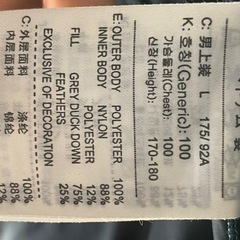 C: 男上装 L 175/92A
K: 호칭(Generic): 100
가슴둘레(Chest): 100
신장(Height): 170-180
E: OUTER BODY POLYESTER 100%
INNER BODY NYLON 88%
POLYESTER 12%
FILL GREY DUCK DOWN 75%
FEATHERS 25%
EXCLUSIVE OF DECORATION
C: 外层面料 涤纶 100%
内层面料 锦纶 88%